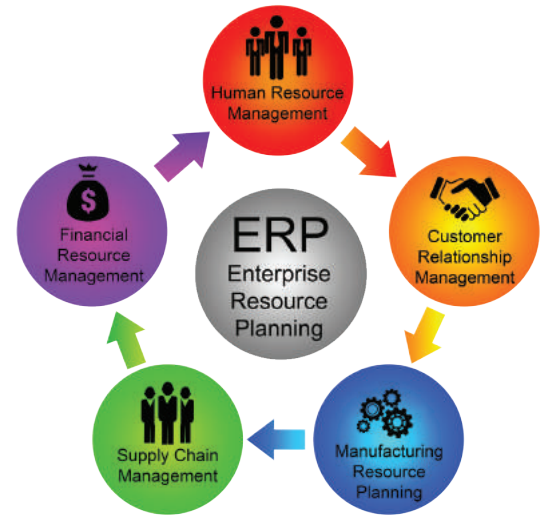 Human Resource
Management
Customer
Relationship
Management
Manufacturing
Resource
Planning
Supply Chain
Management
$
Financial
Resource
Management
ERP
Enterprise
Resource
Planning